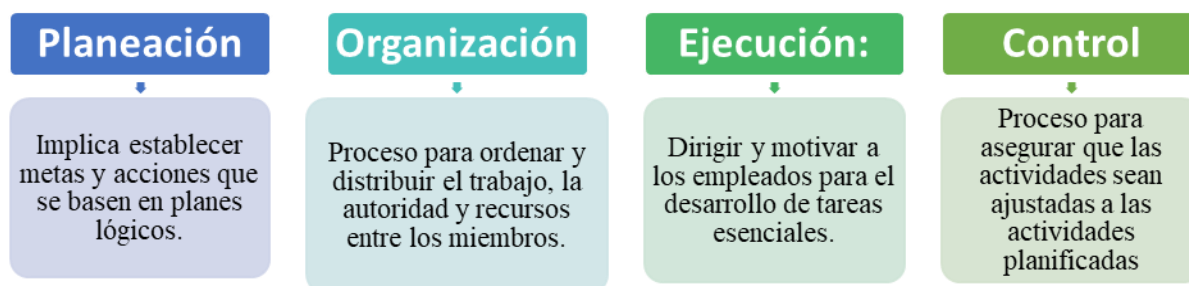 Planeación
Implica establecer
metas y acciones que
se basen en planes
lógicos.
Organización
Proceso para ordenar y
distribuir el trabajo, la
autoridad y recursos
entre los miembros.
Ejecución:
Dirigir y motivar a
los empleados para el
desarrollo de tareas
esenciales.
Control
Proceso para
asegurar que las
actividades sean
ajustadas a las
actividades
planificadas